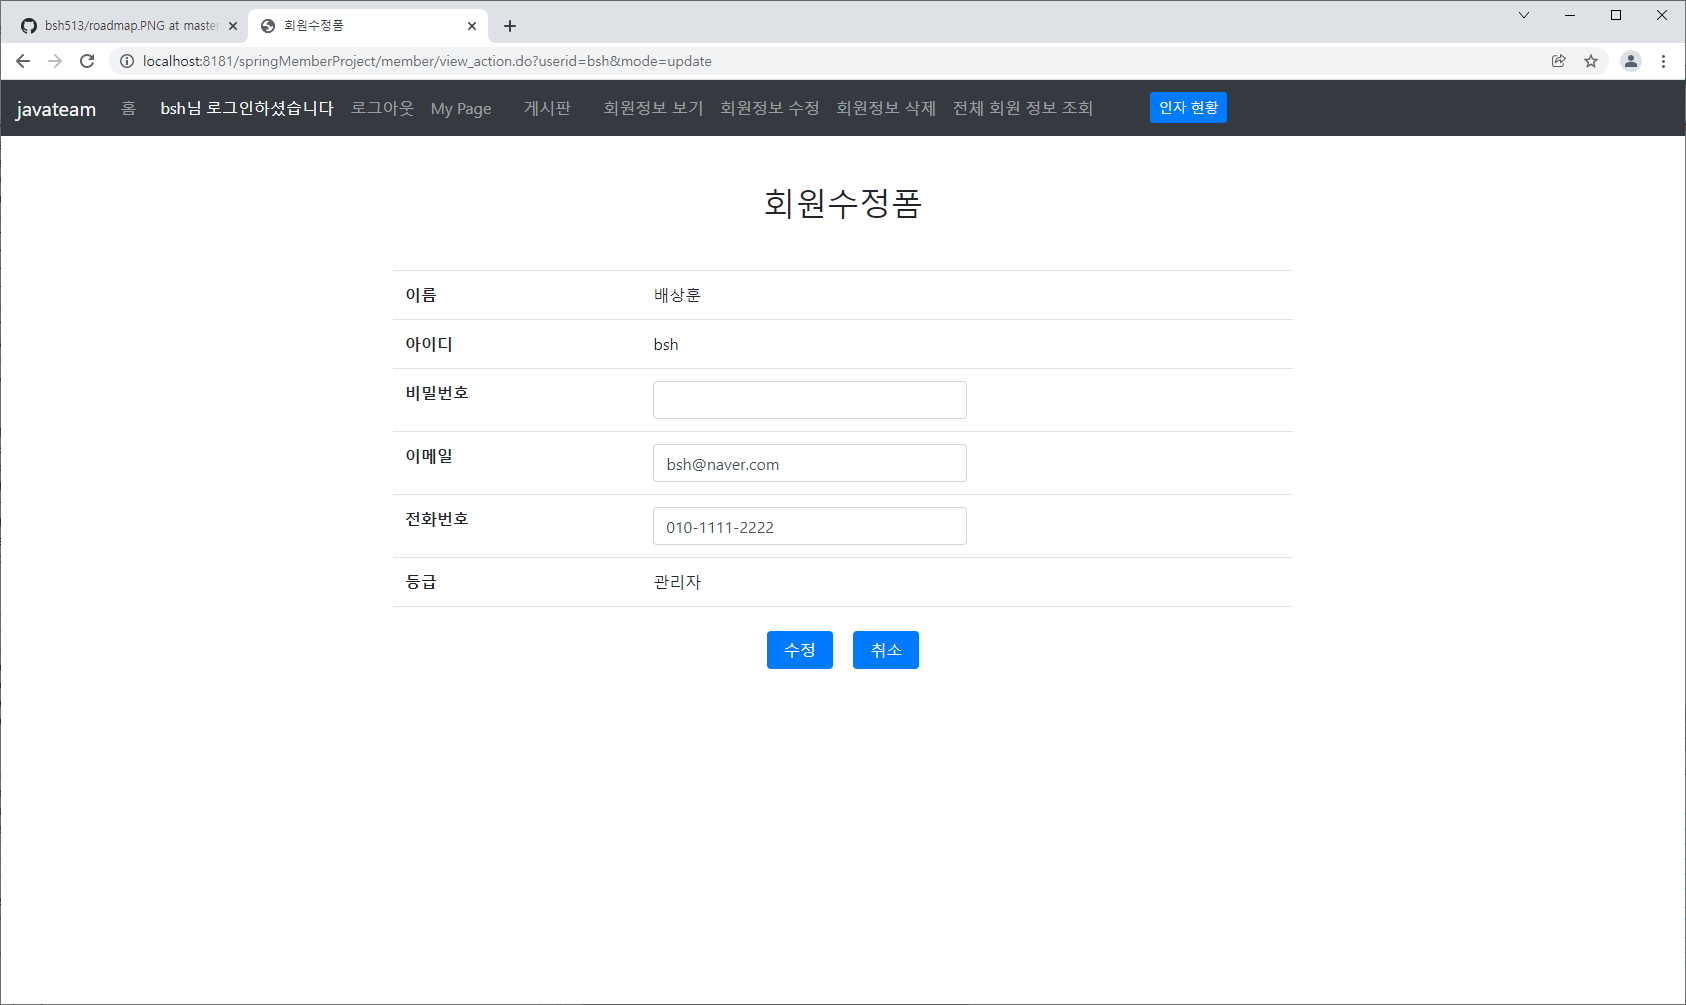 bsh513/roadmap.PNG at master
회원수정폼
localhost:8181/springMemberProject/member/view_action.do?userid=bsh&mode=update
javateam 홈 bsh님 로그인하셨습니다 로그아웃 My Page 게시판 회원정보 보기 회원정보 수정 회원정보 삭제 전체 회원 정보 조회 인자 현황
회원수정폼
이름 배상훈
아이디 bsh
비밀번호
이메일 bsh@naver.com
전화번호 010-1111-2222
등급 관리자
수정 취소